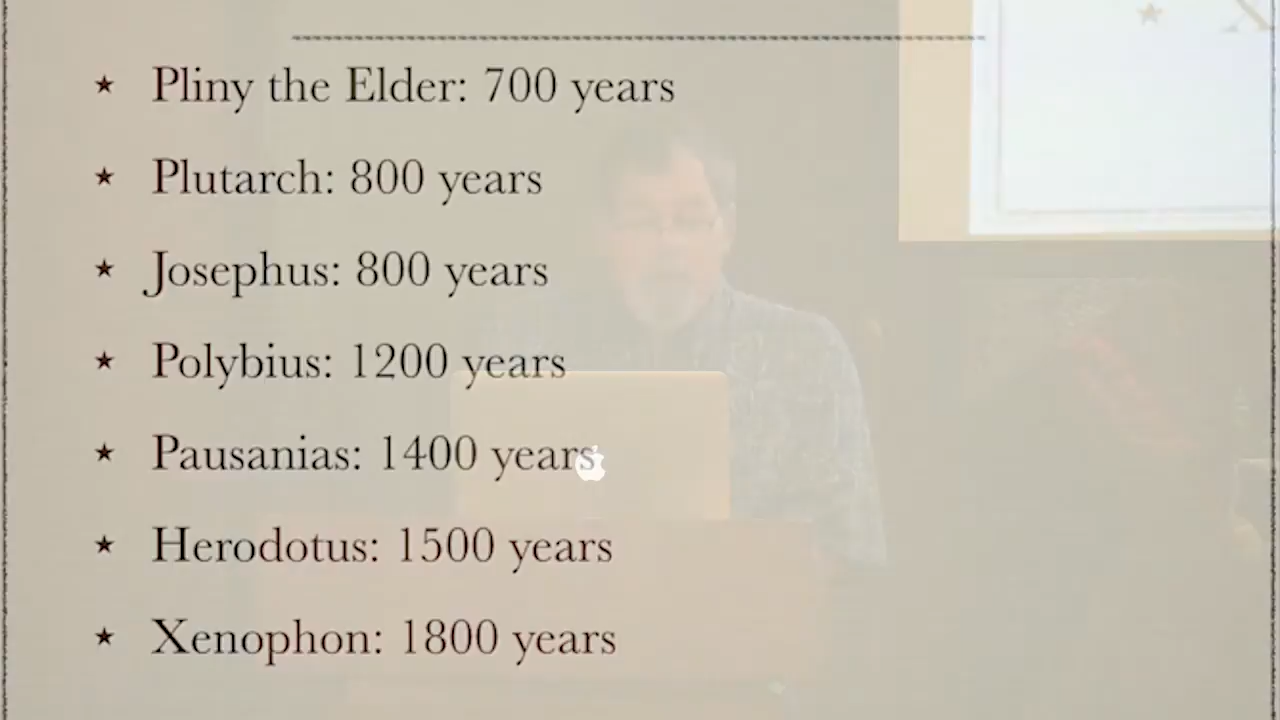 Pliny the Elder: 700 years
Plutarch: 800 years
Josephus: 800 years
Polybius: 1200 years
Pausanias: 1400 years
Herodotus: 1500 years
Xenophon: 1800 years